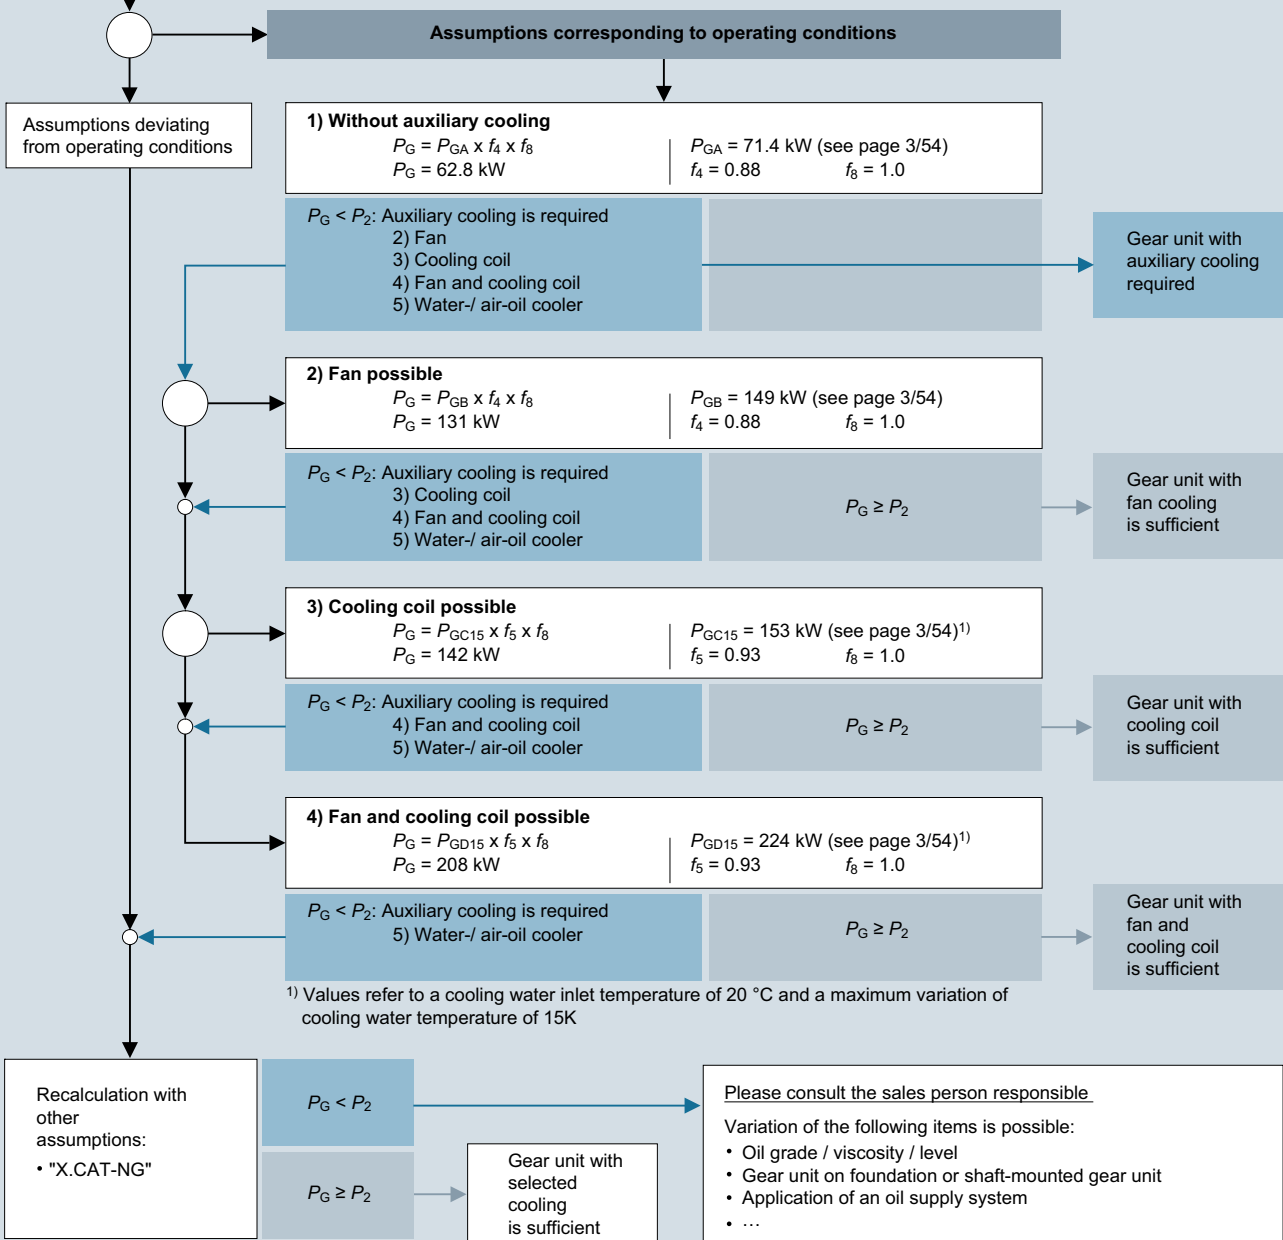 Assumptions corresponding to operating conditions
Assumptions deviating
from operating conditions
1) Without auxiliary cooling
PG = PGA x f4 x f8
PG = 62.8 kW
PGA = 71.4 kW (see page 3/54)
f4 = 0.88 f8 = 1.0
PG < P2: Auxiliary cooling is required
2) Fan
3) Cooling coil
4) Fan and cooling coil
5) Water-/ air-oil cooler
Gear unit with
auxiliary cooling
required
2) Fan possible
PG = PGB x f4 x f8
PG = 131 kW
PGB = 149 kW (see page 3/54)
f4 = 0.88 f8 = 1.0
PG < P2: Auxiliary cooling is required
3) Cooling coil
4) Fan and cooling coil
5) Water-/ air-oil cooler
PG ≥ P2
Gear unit with
fan cooling
is sufficient
3) Cooling coil possible
PG = PGC15 x f5 x f8
PG = 142 kW
PGC15 = 153 kW (see page 3/54)1)
f5 = 0.93 f8 = 1.0
PG < P2: Auxiliary cooling is required
4) Fan and cooling coil
5) Water-/ air-oil cooler
PG ≥ P2
Gear unit with
cooling coil
is sufficient
4) Fan and cooling coil possible
PG = PGD15 x f5 x f8
PG = 208 kW
PGD15 = 224 kW (see page 3/54)1)
f5 = 0.93 f8 = 1.0
PG < P2: Auxiliary cooling is required
5) Water-/ air-oil cooler
PG ≥ P2
Gear unit with
fan and
cooling coil
is sufficient
1) Values refer to a cooling water inlet temperature of 20 °C and a maximum variation of
cooling water temperature of 15K
Recalculation with
other
assumptions:
• "X.CAT-NG"
PG < P2
PG ≥ P2
Gear unit with
selected
cooling
is sufficient
Please consult the sales person responsible
Variation of the following items is possible:
• Oil grade / viscosity / level
• Gear unit on foundation or shaft-mounted gear unit
• Application of an oil supply system
• …